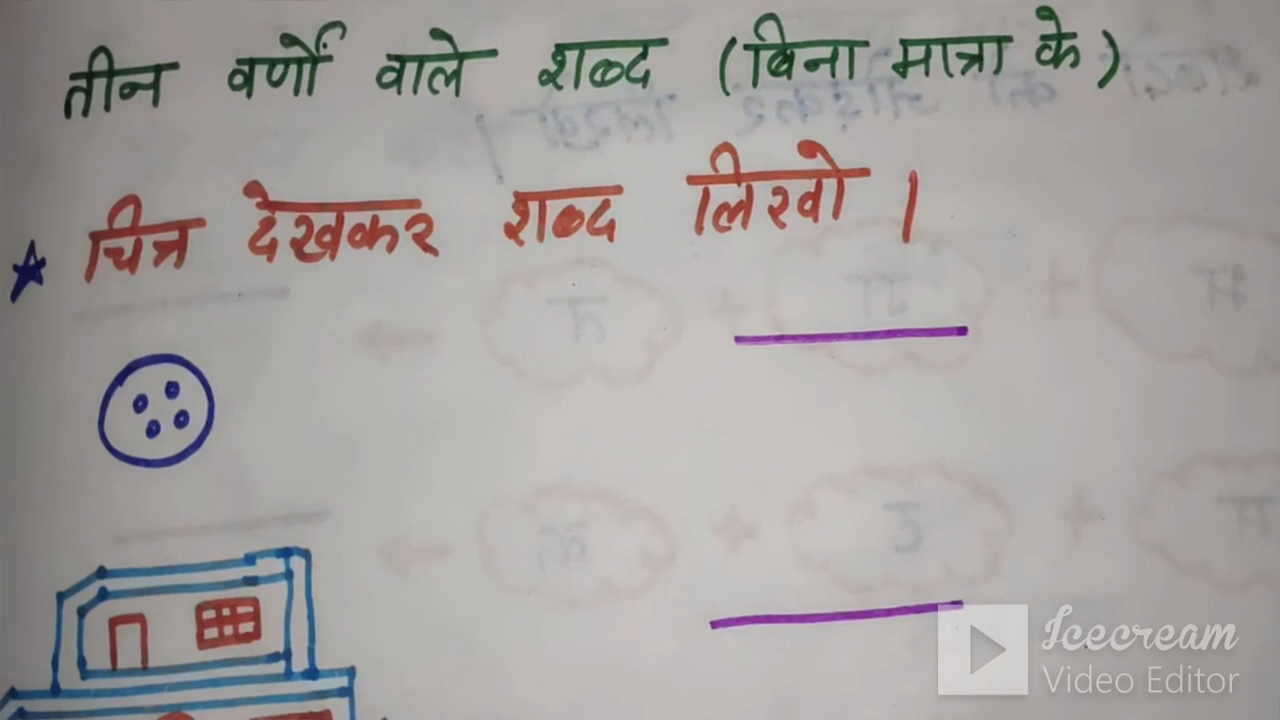 तीन वर्णों वाले शब्द (बिना मात्रा के)
चित्र देखकर शब्द लिखो ।
Icecream
Video Editor